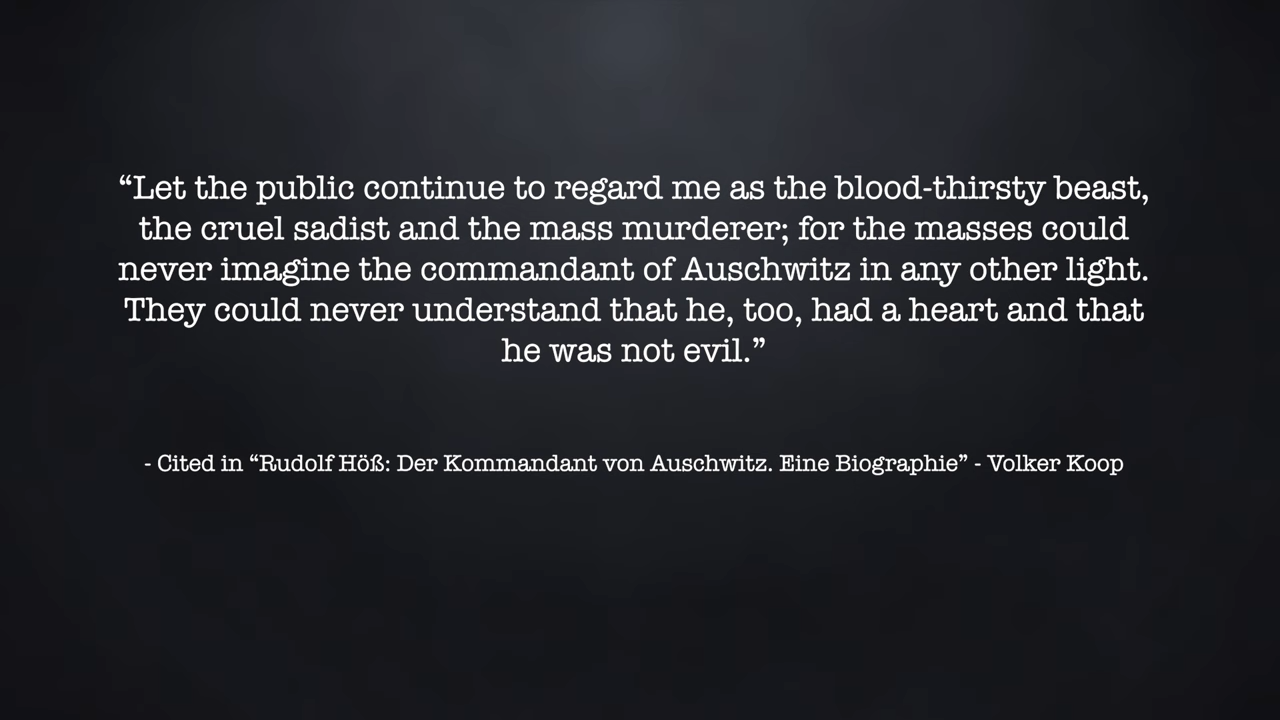 “Let the public continue to regard me as the blood-thirsty beast,
the cruel sadist and the mass murderer; for the masses could
never imagine the commandant of Auschwitz in any other light.
They could never understand that he, too, had a heart and that
he was not evil.”
- Cited in “Rudolf Höß: Der Kommandant von Auschwitz. Eine Biographie” - Volker Koop